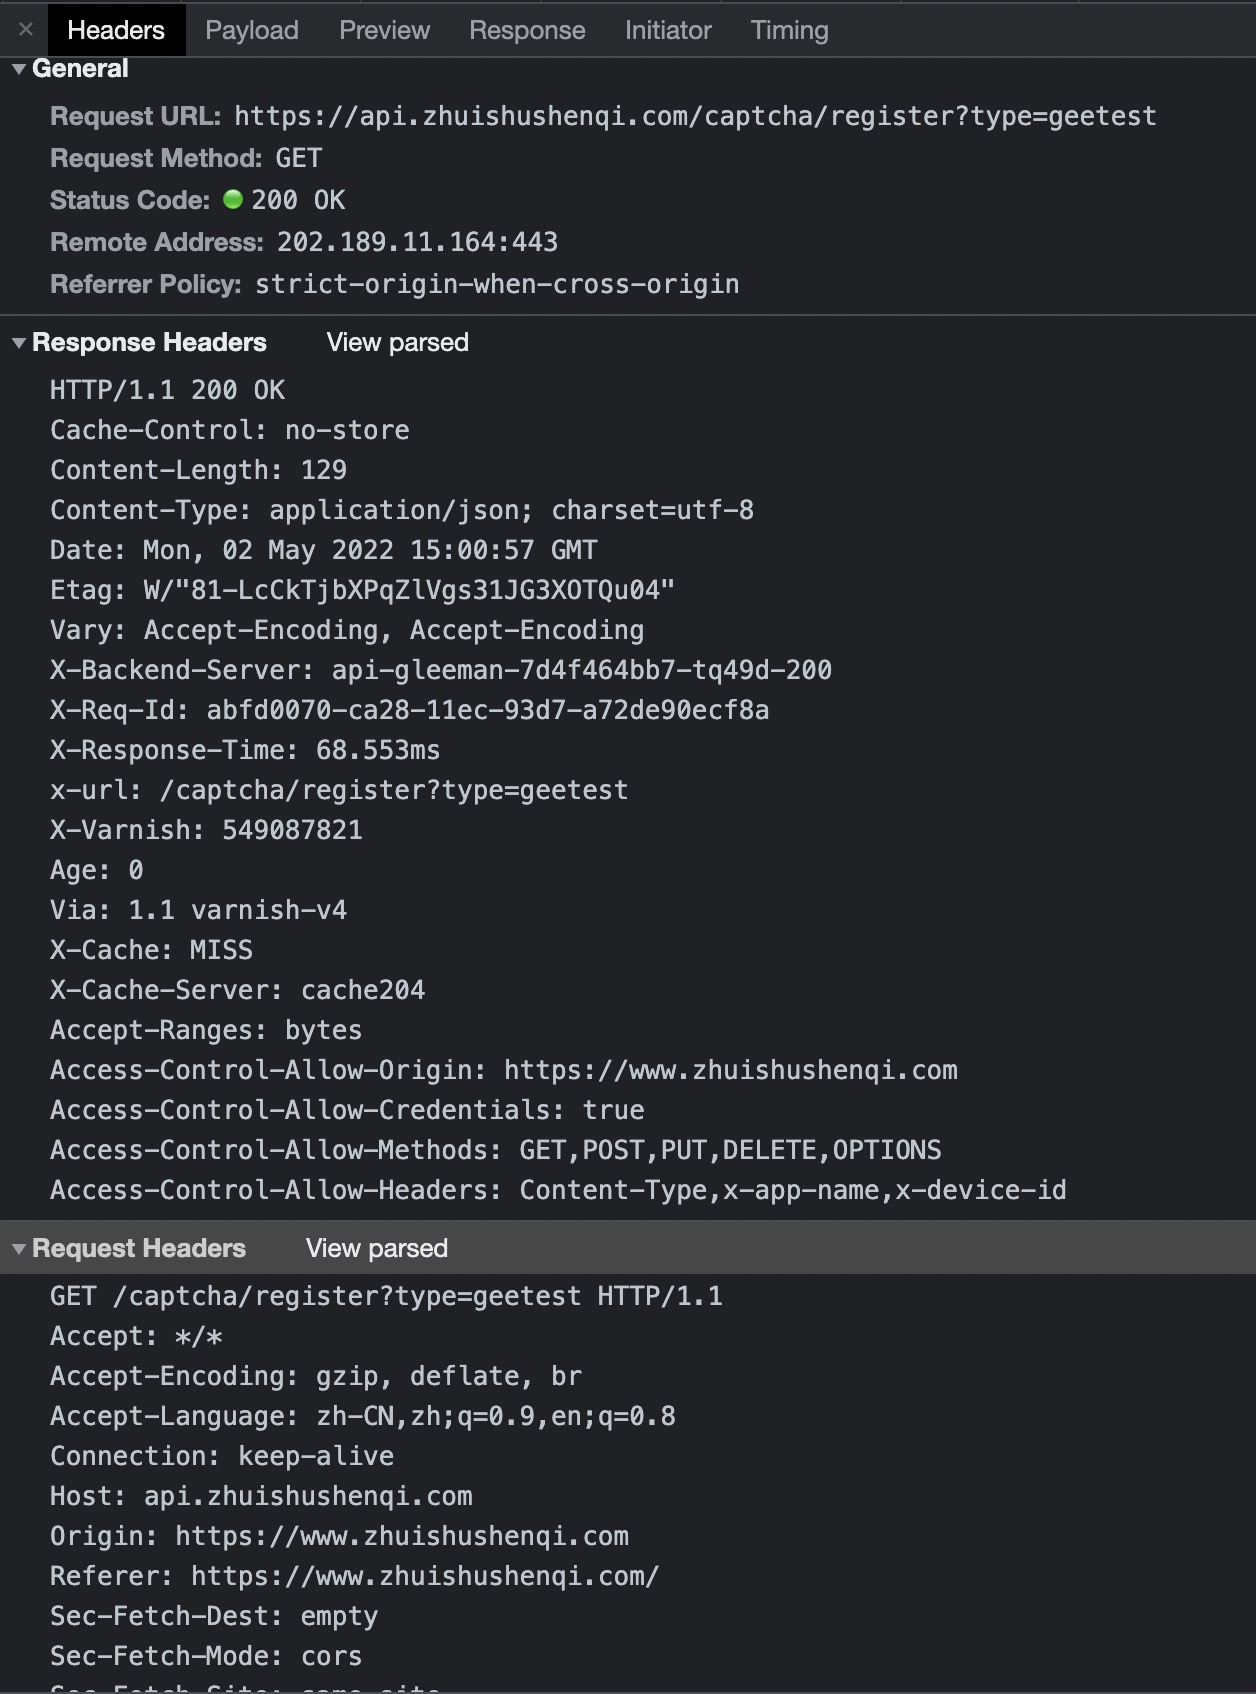 × Headers Payload Preview Response Initiator Timing
General
Request URL: https://api.zhuishushenqi.com/captcha/register?type=geetest
Request Method: GET
Status Code: 200 OK
Remote Address: 202.189.11.164:443
Referrer Policy: strict-origin-when-cross-origin
Response Headers View parsed
HTTP/1.1 200 OK
Cache-Control: no-store
Content-Length: 129
Content-Type: application/json; charset=utf-8
Date: Mon, 02 May 2022 15:00:57 GMT
Etag: W/"81-LcCkTjbXPqZlVgs31JG3XOTQu04"
Vary: Accept-Encoding, Accept-Encoding
X-Backend-Server: api-gleeman-7d4f464bb7-tq49d-200
X-Req-Id: abfd0070-ca28-11ec-93d7-a72de90ecf8a
X-Response-Time: 68.553ms
x-url: /captcha/register?type=geetest
X-Varnish: 549087821
Age: 0
Via: 1.1 varnish-v4
X-Cache: MISS
X-Cache-Server: cache204
Accept-Ranges: bytes
Access-Control-Allow-Origin: https://www.zhuishushenqi.com
Access-Control-Allow-Credentials: true
Access-Control-Allow-Methods: GET,POST,PUT,DELETE,OPTIONS
Access-Control-Allow-Headers: Content-Type,x-app-name,x-device-id
Request Headers View parsed
GET /captcha/register?type=geetest HTTP/1.1
Accept: */*
Accept-Encoding: gzip, deflate, br
Accept-Language: zh-CN,zh;q=0.9,en;q=0.8
Connection: keep-alive
Host: api.zhuishushenqi.com
Origin: https://www.zhuishushenqi.com
Referer: https://www.zhuishushenqi.com/
Sec-Fetch-Dest: empty
Sec-Fetch-Mode: cors
Sec-Fetch-Site: same-site